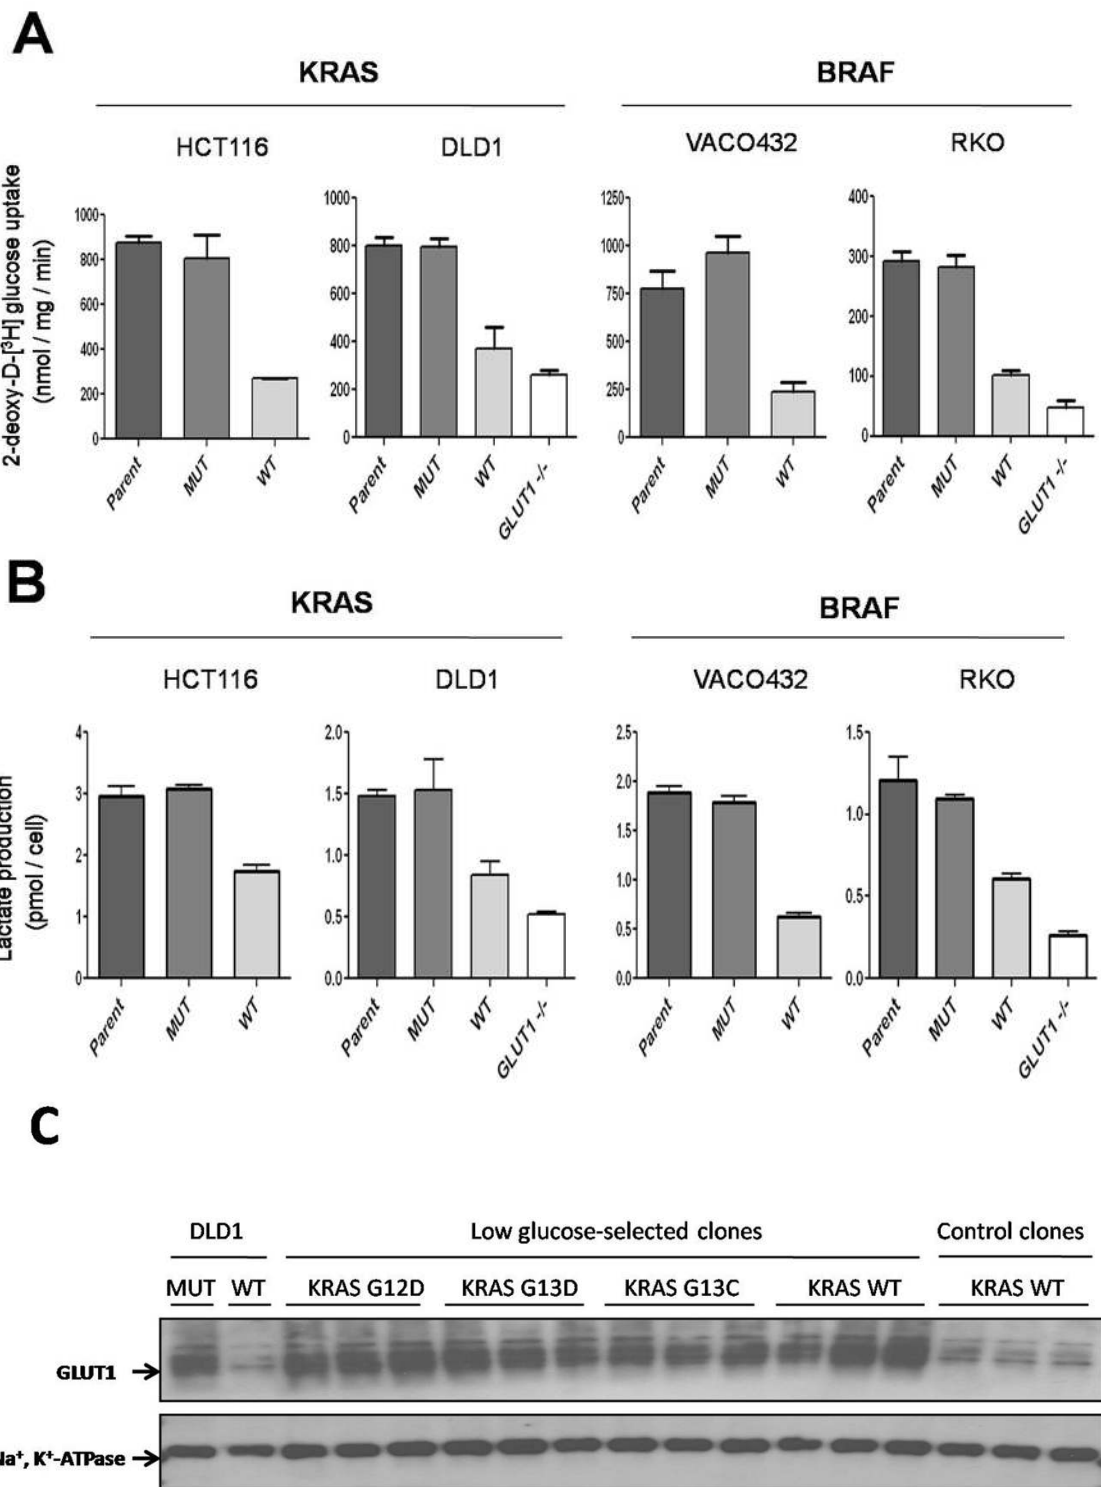 A
KRAS BRAF
HCT116 DLD1 VACO432 RKO
2-deoxy-D-[³H] glucose uptake
(nmol / mg / min)
1000 800 600 400 200 0
1000 800 600 400 200 0
1250 1000 750 500 250 0
400 300 200 100 0
Parent MUT WT
Parent MUT WT GLUT1 -/-
Parent MUT WT
Parent MUT WT GLUT1 -/-
B
KRAS BRAF
HCT116 DLD1 VACO432 RKO
Lactate production
(pmol / cell)
4 3 2 1 0
2.0 1.5 1.0 0.5 0.0
2.5 2.0 1.5 1.0 0.5 0.0
1.5 1.0 0.5 0.0
Parent MUT WT
Parent MUT WT GLUT1 -/-
Parent MUT WT
Parent MUT WT GLUT1 -/-
C
DLD1 Low glucose-selected clones Control clones
MUT WT KRAS G12D KRAS G13D KRAS G13C KRAS WT KRAS WT
GLUT1
Na⁺, K⁺-ATPase